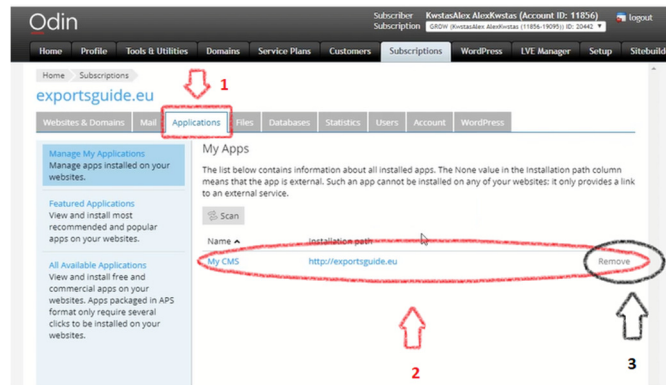 Odin
Subscriber KwstasAlex AlexKwstas (Account ID: 11856)
logout
Subscription GROW (KwstasAlex AlexKwstas (11856-19095)) ID: 20442
Home Profile Tools & Utilities Domains Service Plans Customers Subscriptions WordPress LVE Manager Setup Sitebuild
Home Subscriptions
1
exportsguide.eu
Websites & Domains Mail Applications Files Databases Statistics Users Account WordPress
Manage My Applications
Manage apps installed on your
websites.
Featured Applications
View and install most
recommended and popular
apps on your websites.
All Available Applications
View and install free and
commercial apps on your
websites. Apps packaged in APS
format only require several
clicks to be installed on your
websites.
My Apps
The list below contains information about all installed apps. The None value in the Installation path column
means that the app is external. Such an app cannot be installed on any of your websites: it only provides a link
to an external service.
Scan
Name Installation path
My CMS http://exportsguide.eu Remove
2
3